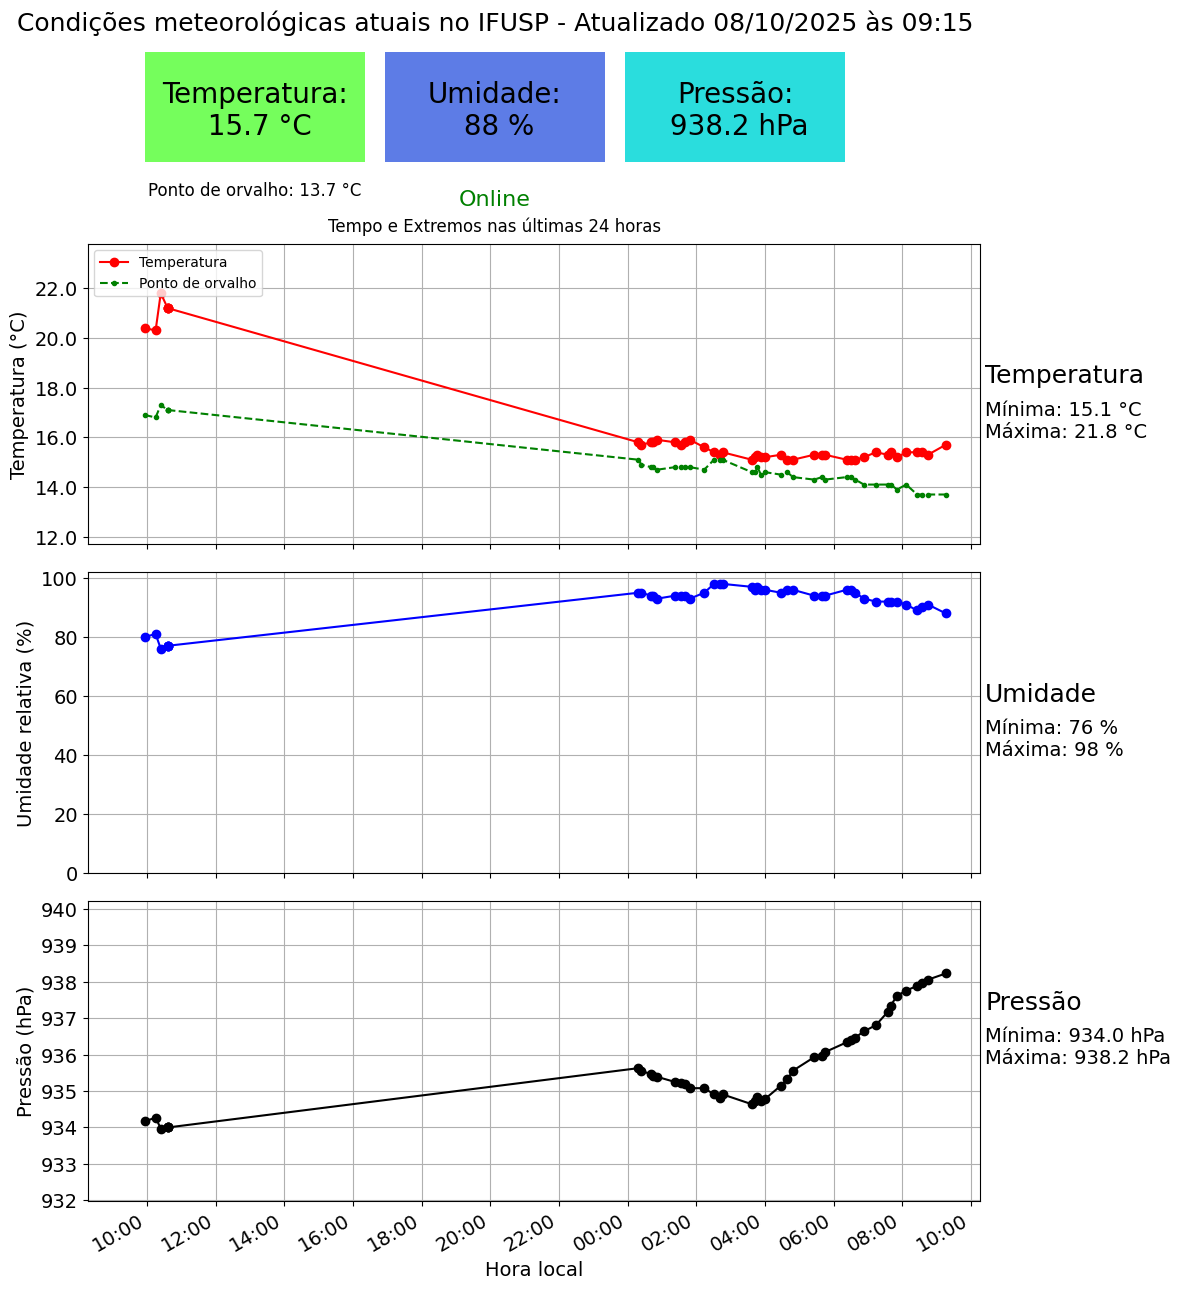 Condições meteorológicas atuais no IFUSP - Atualizado 08/10/2025 às 09:15
Temperatura:
15.7 °C
Umidade:
88 %
Pressão:
938.2 hPa
Ponto de orvalho: 13.7 °C
Online
Tempo e Extremos nas últimas 24 horas
Temperatura
Ponto de orvalho
Temperatura (°C)
22.0
20.0
18.0
16.0
14.0
12.0
Temperatura
Mínima: 15.1 °C
Máxima: 21.8 °C
Umidade relativa (%)
100
80
60
40
20
0
Umidade
Mínima: 76 %
Máxima: 98 %
Pressão (hPa)
940
939
938
937
936
935
934
933
932
Pressão
Mínima: 934.0 hPa
Máxima: 938.2 hPa
10:00
12:00
14:00
16:00
18:00
20:00
22:00
00:00
02:00
04:00
06:00
08:00
10:00
Hora local